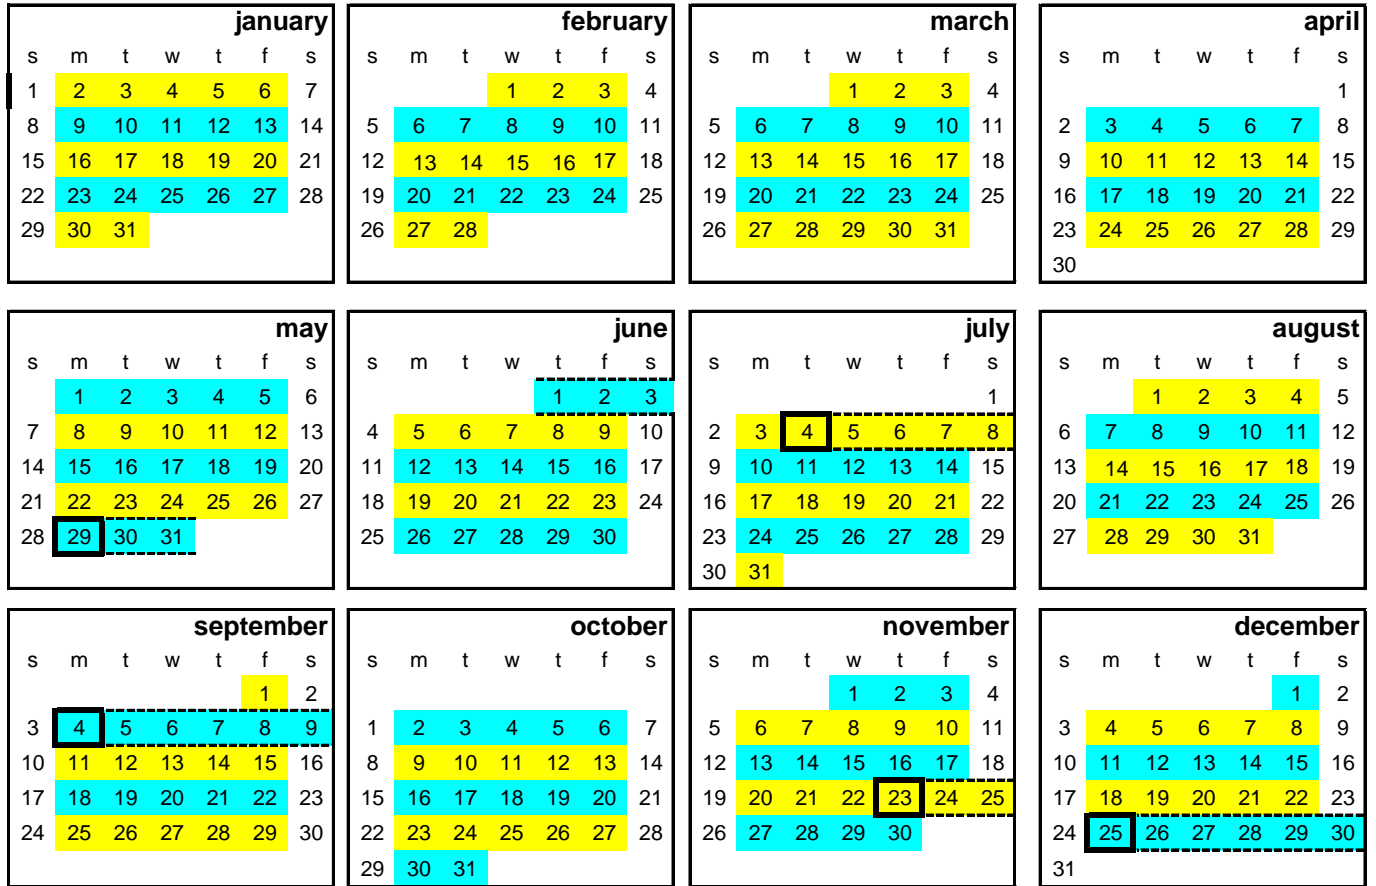 january
s m t w t f s
1 2 3 4 5 6 7
8 9 10 11 12 13 14
15 16 17 18 19 20 21
22 23 24 25 26 27 28
29 30 31
february
s m t w t f s
1 2 3 4
5 6 7 8 9 10 11
12 13 14 15 16 17 18
19 20 21 22 23 24 25
26 27 28
march
s m t w t f s
1 2 3 4
5 6 7 8 9 10 11
12 13 14 15 16 17 18
19 20 21 22 23 24 25
26 27 28 29 30 31
april
s m t w t f s
1
2 3 4 5 6 7 8
9 10 11 12 13 14 15
16 17 18 19 20 21 22
23 24 25 26 27 28 29
30
may
s m t w t f s
1 2 3 4 5 6
7 8 9 10 11 12 13
14 15 16 17 18 19 20
21 22 23 24 25 26 27
28 29 30 31
june
s m t w t f s
1 2 3
4 5 6 7 8 9 10
11 12 13 14 15 16 17
18 19 20 21 22 23 24
25 26 27 28 29 30
july
s m t w t f s
1
2 3 4 5 6 7 8
9 10 11 12 13 14 15
16 17 18 19 20 21 22
23 24 25 26 27 28 29
30 31
august
s m t w t f s
1 2 3 4 5
6 7 8 9 10 11 12
13 14 15 16 17 18 19
20 21 22 23 24 25 26
27 28 29 30 31
september
s m t w t f s
1 2
3 4 5 6 7 8 9
10 11 12 13 14 15 16
17 18 19 20 21 22 23
24 25 26 27 28 29 30
october
s m t w t f s
1 2 3 4 5 6 7
8 9 10 11 12 13 14
15 16 17 18 19 20 21
22 23 24 25 26 27 28
29 30 31
november
s m t w t f s
1 2 3 4
5 6 7 8 9 10 11
12 13 14 15 16 17 18
19 20 21 22 23 24 25
26 27 28 29 30
december
s m t w t f s
1 2
3 4 5 6 7 8 9
10 11 12 13 14 15 16
17 18 19 20 21 22 23
24 25 26 27 28 29 30
31